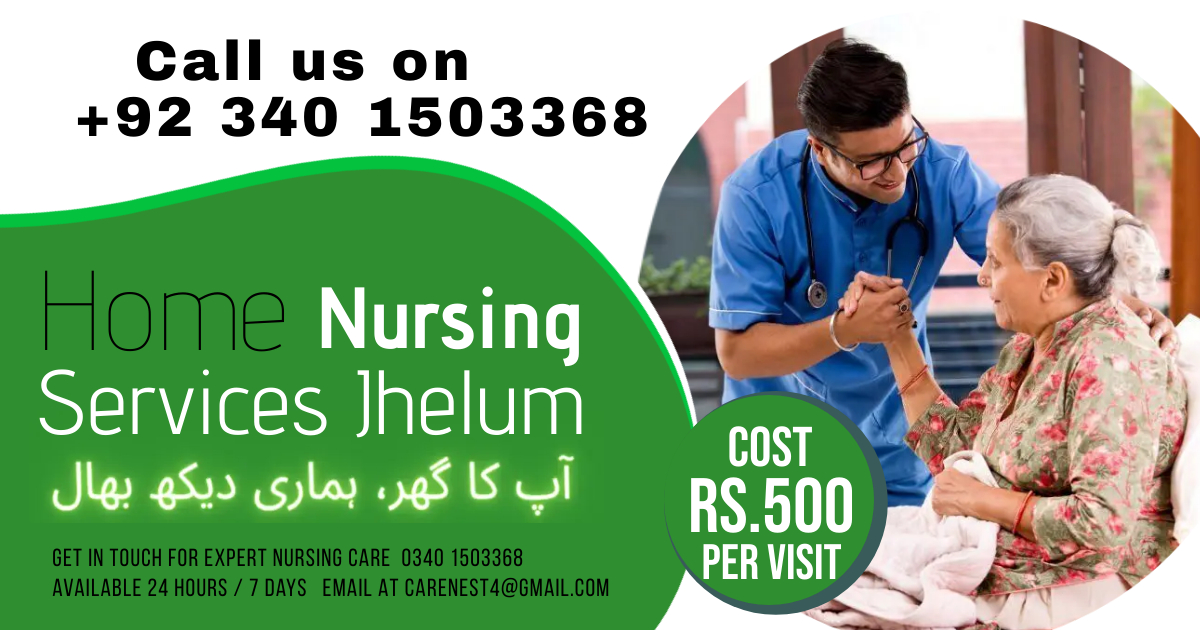 Call us on
+92 340 1503368
Home Nursing
Services Jhelum
آپ کا گھر، ہماری دیکھ بھال
GET IN TOUCH FOR EXPERT NURSING CARE 0340 1503368
AVAILABLE 24 HOURS / 7 DAYS EMAIL AT CARENEST4@GMAIL.COM
COST
RS.500
PER VISIT